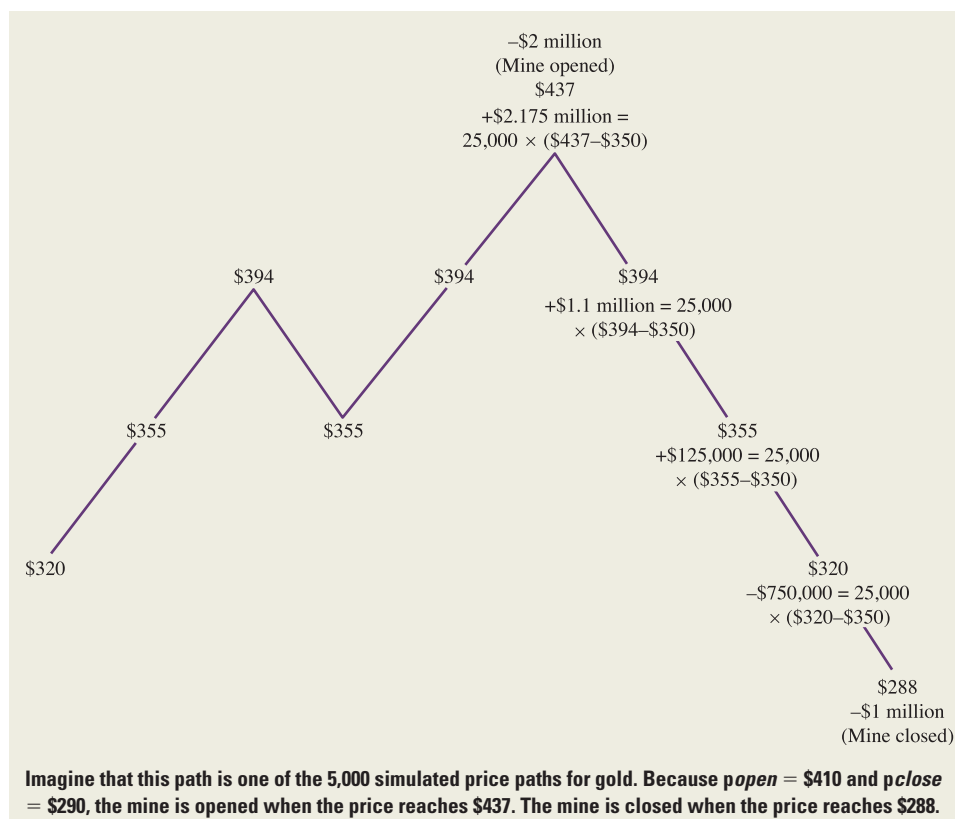 –$2 million
(Mine opened)
$437
+$2.175 million =
25,000 × ($437–$350)
$394
$394
$394
+$1.1 million = 25,000
× ($394–$350)
$355
$355
$355
+$125,000 = 25,000
× ($355–$350)
$320
$320
–$750,000 = 25,000
× ($320–$350)
$288
–$1 million
(Mine closed)
Imagine that this path is one of the 5,000 simulated price paths for gold. Because popen = $410 and pclose
= $290, the mine is opened when the price reaches $437. The mine is closed when the price reaches $288.